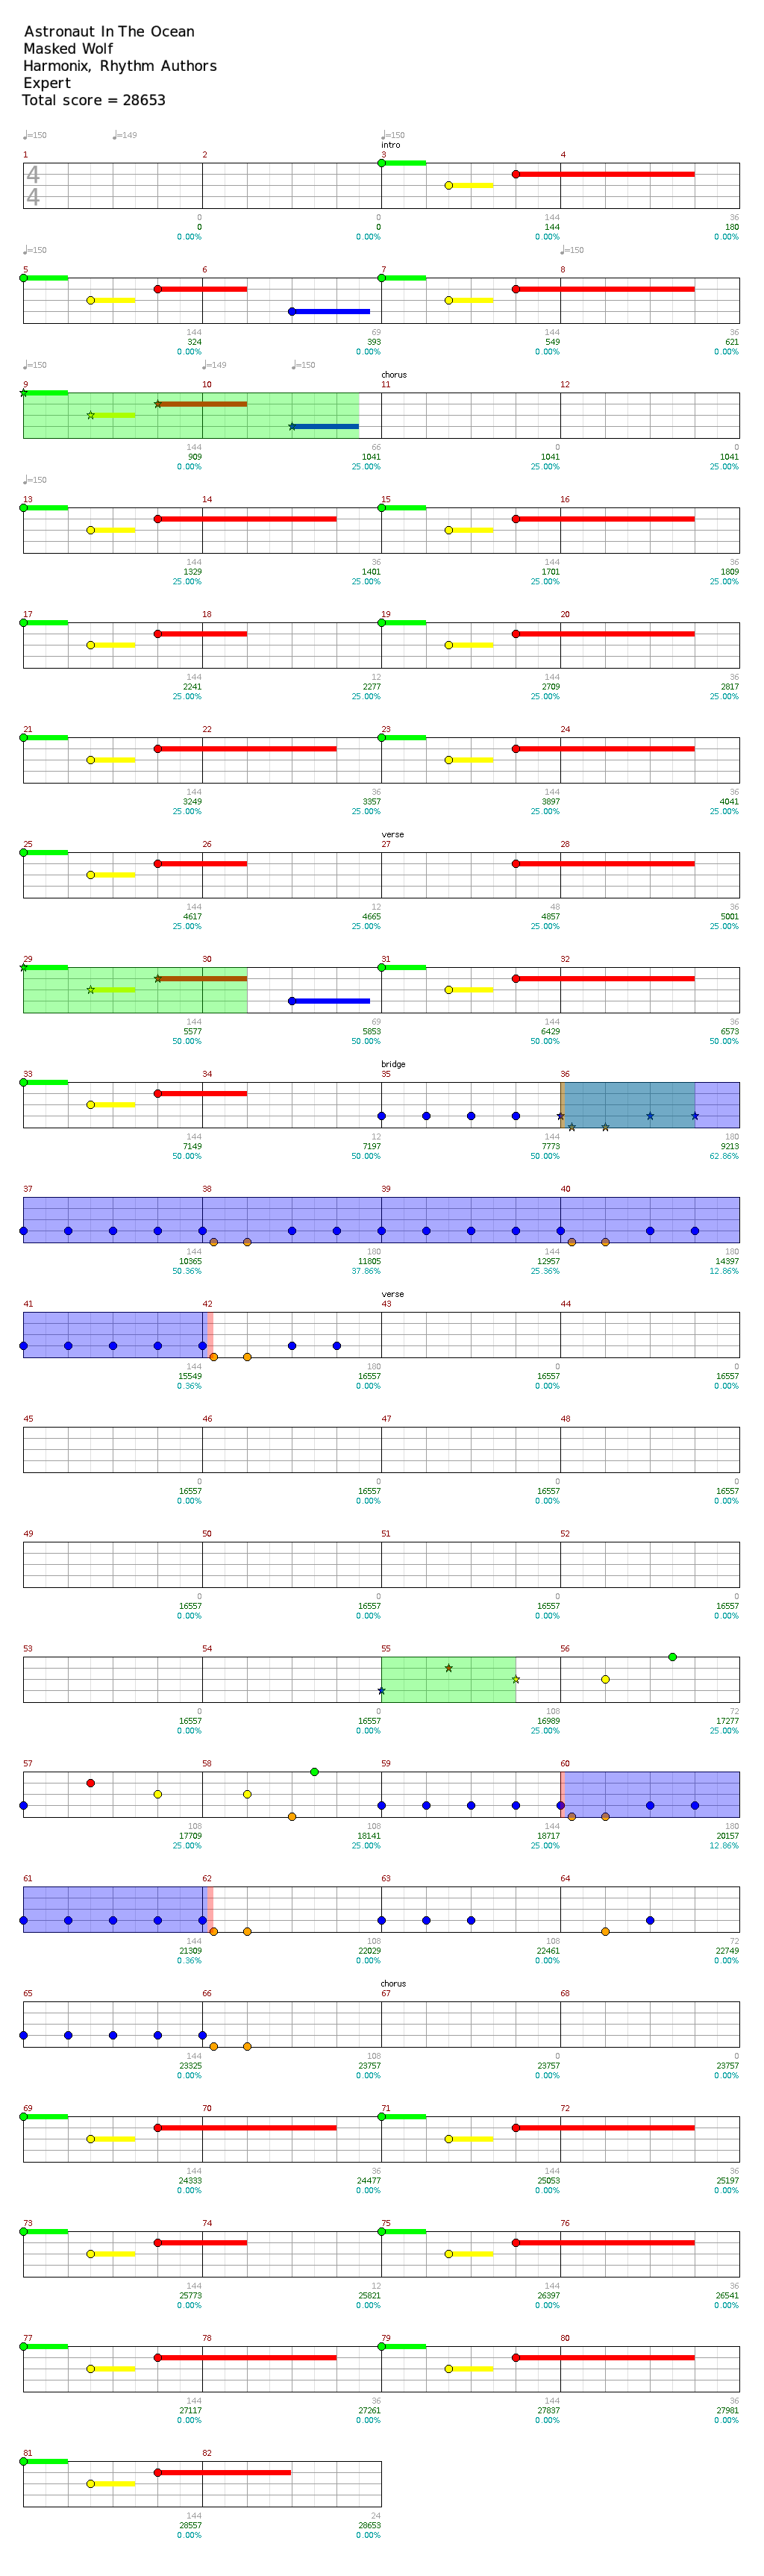 Astronaut In The Ocean
Masked Wolf
Harmonix, Rhythm Authors
Expert
Total score = 28653
♩=150 ♩=149 ♩=150
intro
1 2 3 4
4
4
0 0 144 36
0 0 144 180
0.00% 0.00% 0.00% 0.00%
♩=150 ♩=150
5 6 7 8
144 69 144 36
324 393 549 621
0.00% 0.00% 0.00% 0.00%
♩=150 ♩=149 ♩=150
chorus
9 10 11 12
144 66 0 0
909 1041 1041 1041
0.00% 25.00% 25.00% 25.00%
♩=150
13 14 15 16
144 36 144 36
1329 1401 1701 1809
25.00% 25.00% 25.00% 25.00%
17 18 19 20
144 12 144 36
2241 2277 2709 2817
25.00% 25.00% 25.00% 25.00%
21 22 23 24
144 36 144 36
3249 3357 3897 4041
25.00% 25.00% 25.00% 25.00%
verse
25 26 27 28
144 12 48 36
4617 4665 4857 5001
25.00% 25.00% 25.00% 25.00%
29 30 31 32
144 69 144 36
5577 5853 6429 6573
50.00% 50.00% 50.00% 50.00%
bridge
33 34 35 36
144 12 144 180
7149 7197 7773 9213
50.00% 50.00% 50.00% 62.86%
37 38 39 40
144 180 144 180
10365 11805 12957 14397
50.36% 37.86% 25.36% 12.86%
verse
41 42 43 44
144 180 0 0
15549 16557 16557 16557
0.36% 0.00% 0.00% 0.00%
45 46 47 48
0 0 0 0
16557 16557 16557 16557
0.00% 0.00% 0.00% 0.00%
49 50 51 52
0 0 0 0
16557 16557 16557 16557
0.00% 0.00% 0.00% 0.00%
53 54 55 56
0 0 108 72
16557 16557 16989 17277
0.00% 0.00% 25.00% 25.00%
57 58 59 60
108 108 144 180
17709 18141 18717 20157
25.00% 25.00% 25.00% 12.86%
61 62 63 64
144 108 108 72
21309 22029 22461 22749
0.36% 0.00% 0.00% 0.00%
chorus
65 66 67 68
144 108 0 0
23325 23757 23757 23757
0.00% 0.00% 0.00% 0.00%
69 70 71 72
144 36 144 36
24333 24477 25053 25197
0.00% 0.00% 0.00% 0.00%
73 74 75 76
144 12 144 36
25773 25821 26397 26541
0.00% 0.00% 0.00% 0.00%
77 78 79 80
144 36 144 36
27117 27261 27837 27981
0.00% 0.00% 0.00% 0.00%
81 82
144 24
28557 28653
0.00% 0.00%